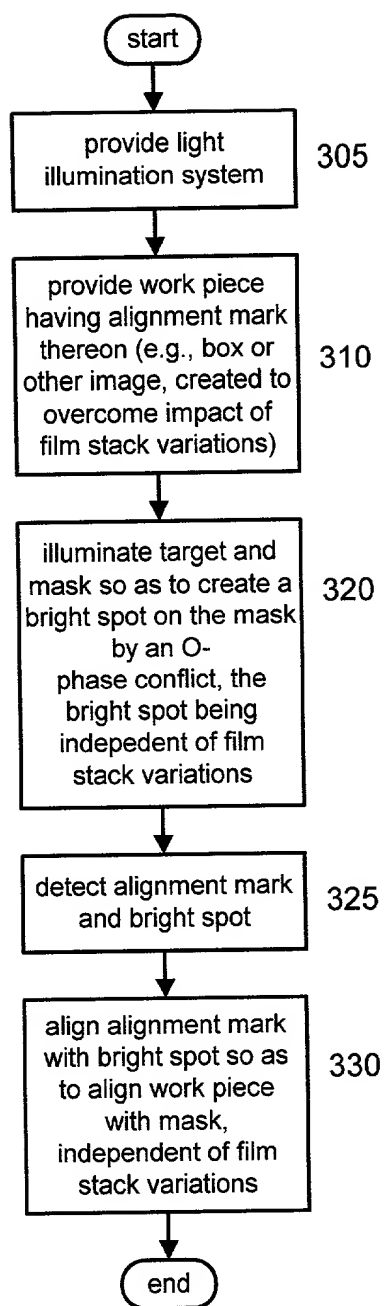 start
provide light
illumination system
305
provide work piece
having alignment mark
thereon (e.g., box or
other image, created to
overcome impact of
film stack variations)
310
illuminate target and
mask so as to create a
bright spot on the mask
by an O-
phase conflict, the
bright spot being
indepedent of film
stack variations
320
detect alignment mark
and bright spot
325
align alignment mark
with bright spot so as
to align work piece
with mask,
independent of film
stack variations
330
end